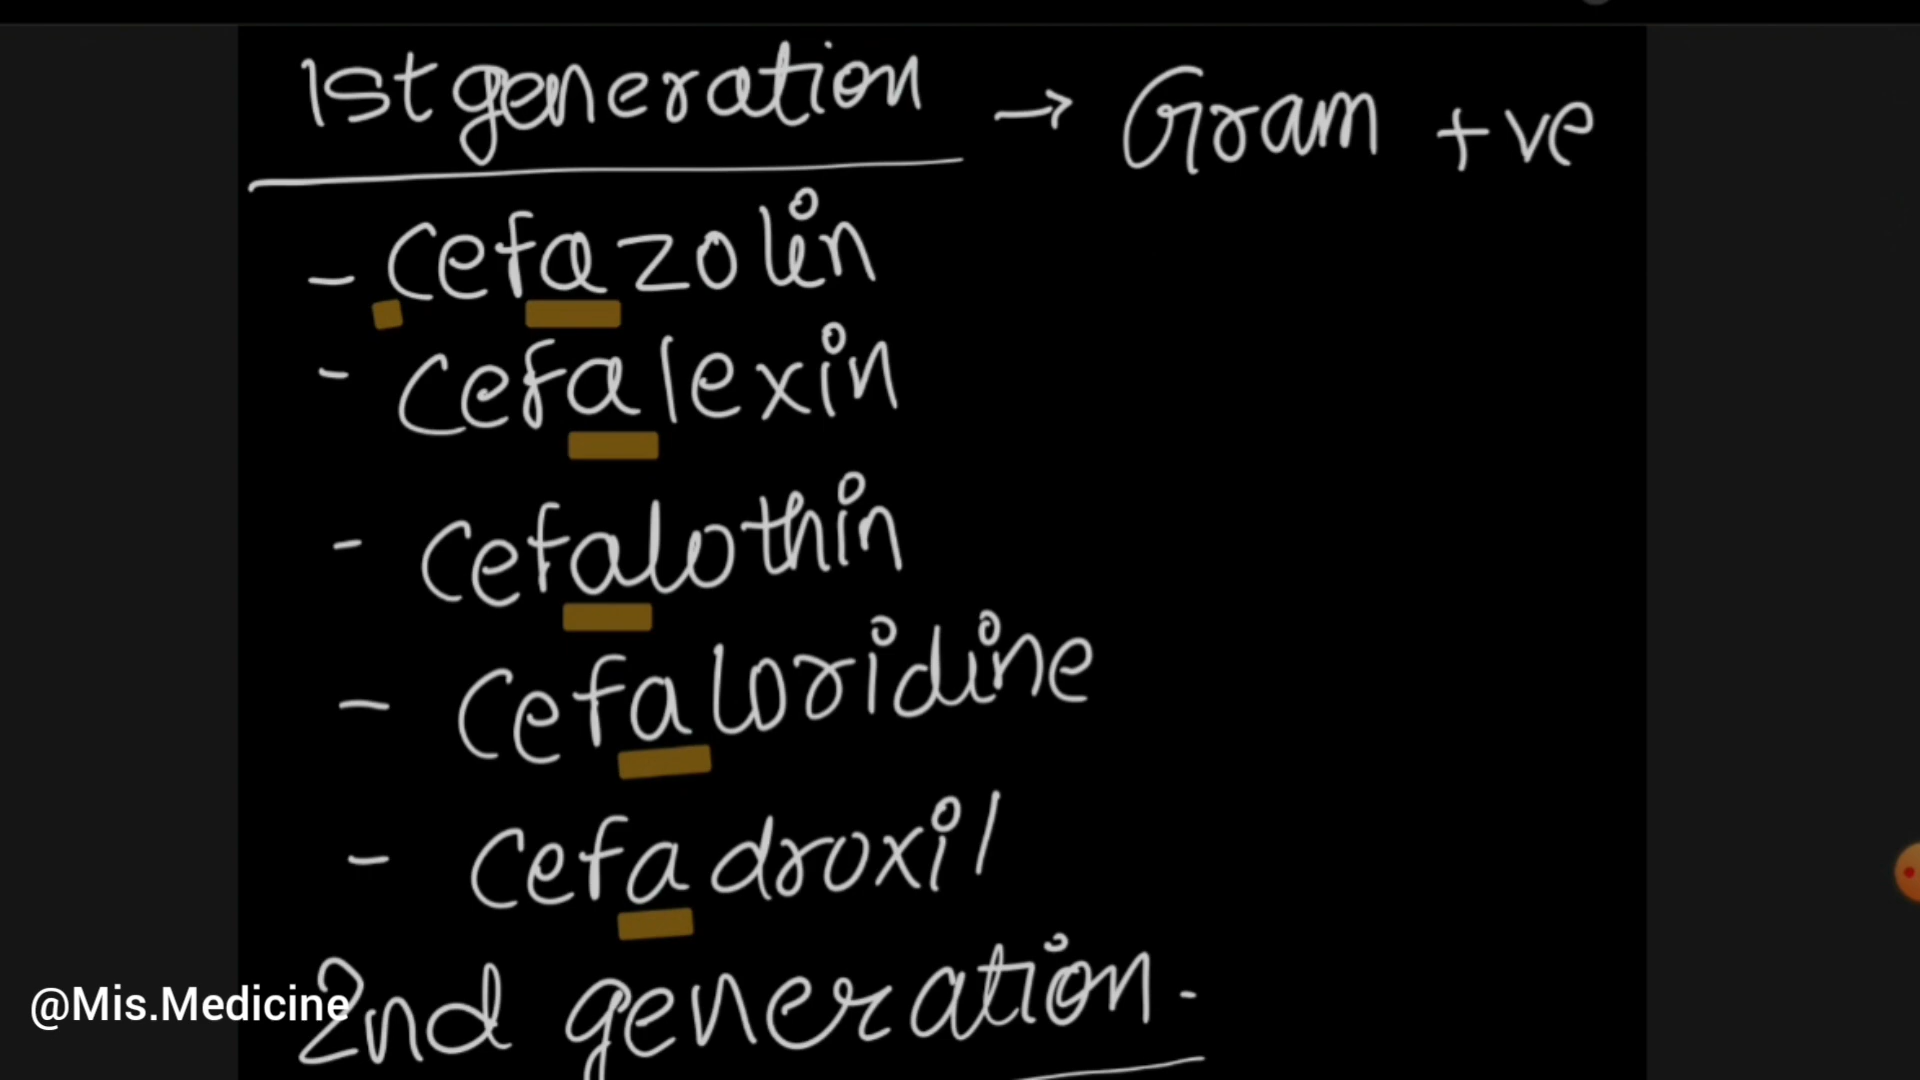 1st generation → Gram +ve
- Cefazolin
- Cefalexin
- Cefalothin
- Cefaloridine
- Cefadroxil
2nd generation.
@Mis.Medicine